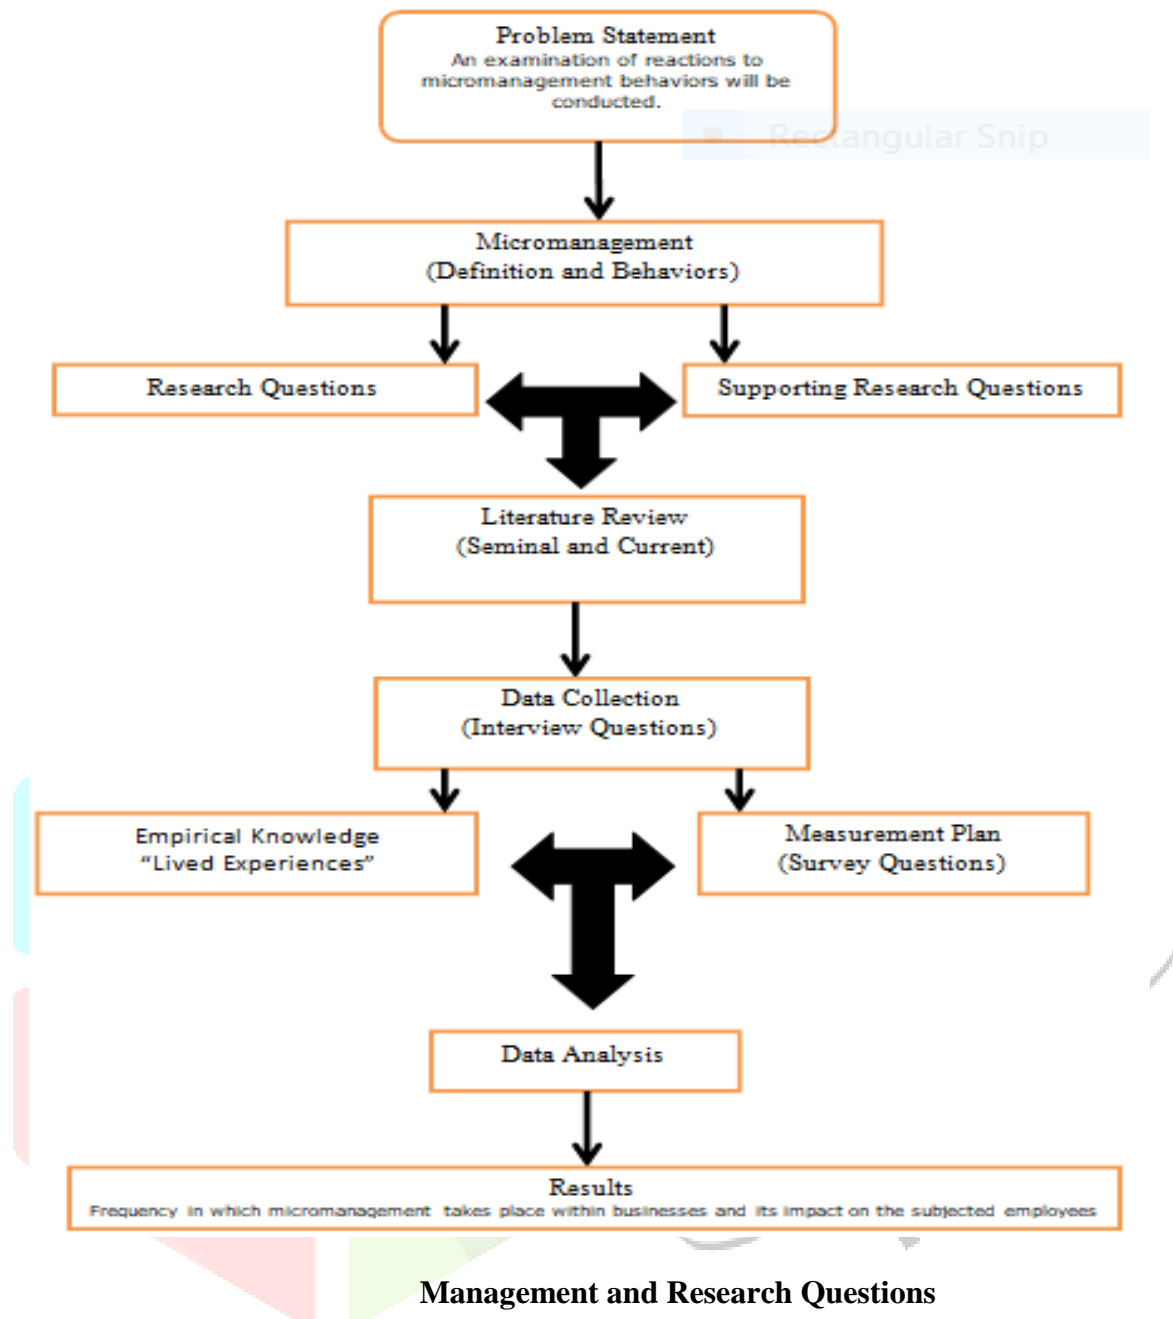 Problem Statement
An examination of reactions to
micromanagement behaviors will be
conducted.
Rectangular Snip
Micromanagement
(Definition and Behaviors)
Research Questions
Supporting Research Questions
Literature Review
(Seminal and Current)
Data Collection
(Interview Questions)
Empirical Knowledge
“Lived Experiences”
Measurement Plan
(Survey Questions)
Data Analysis
Results
Frequency in which micromanagement takes place within businesses and its impact on the subjected employees
Management and Research Questions